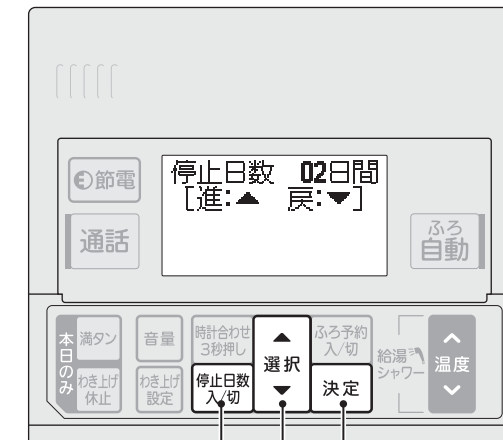 節電
停止日数 02日間
[進:▲ 戻:▼]
通話
ふろ
自動
本日のみ
満タン
わき上げ
休止
音量
わき上げ
設定
時計合わせ
3秒押し
停止日数
入/切
▲
選択
▼
ふろ予約
入/切
決定
給湯
シャワー
温度